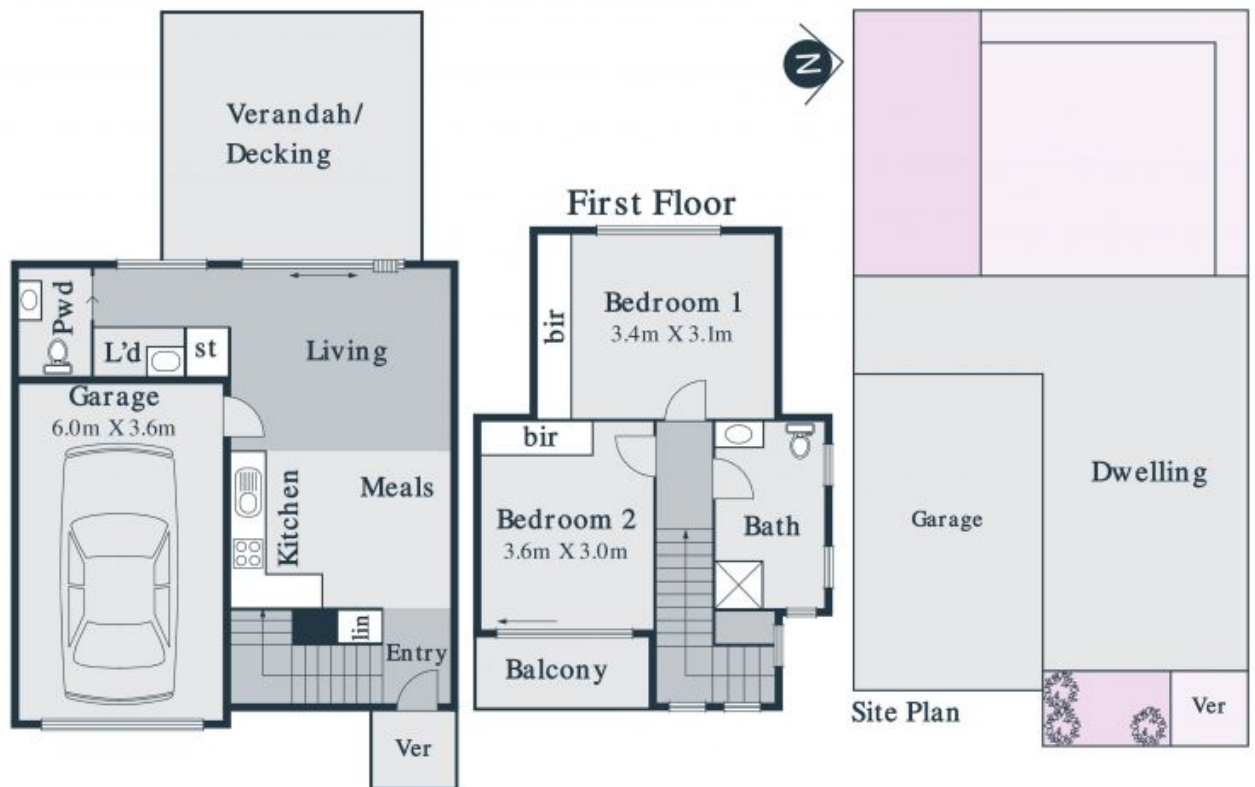 Verandah/
Decking
Pwd
L'd
st
Living
Garage
6.0m X 3.6m
Kitchen
Meals
lin
Entry
Ver
First Floor
bir
Bedroom 1
3.4m X 3.1m
bir
Bedroom 2
3.6m X 3.0m
Bath
Balcony
N
Dwelling
Garage
Site Plan
Ver